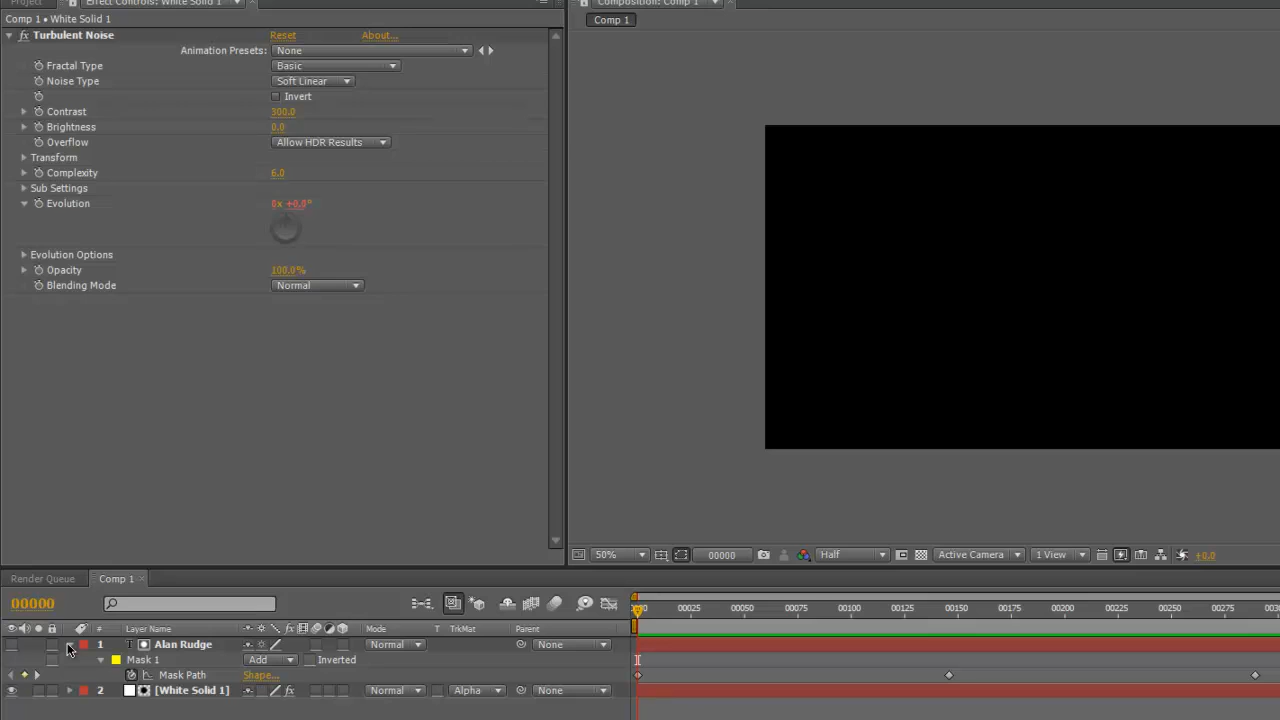 Project Effect Controls: White Solid 1 Composition: Comp 1
Comp 1 • White Solid 1 Comp 1
fx Turbulent Noise Reset About...
Animation Presets: None
Fractal Type Basic
Noise Type Soft Linear
Invert
Contrast 300.0
Brightness 0.0
Overflow Allow HDR Results
Transform
Complexity 6.0
Sub Settings
Evolution 0x +0.0°
Evolution Options
Opacity 100.0%
Blending Mode Normal
50% 00000 Half Active Camera 1 View +0.0
Render Queue Comp 1
00000 00025 00050 00075 00100 00125 00150 00175 00200 00225 00250 00275
# Layer Name fx Mode T TrkMat Parent
1 T Alan Rudge Normal None
Mask 1 Add Inverted
Mask Path Shape...
2 [White Solid 1] fx Normal Alpha None